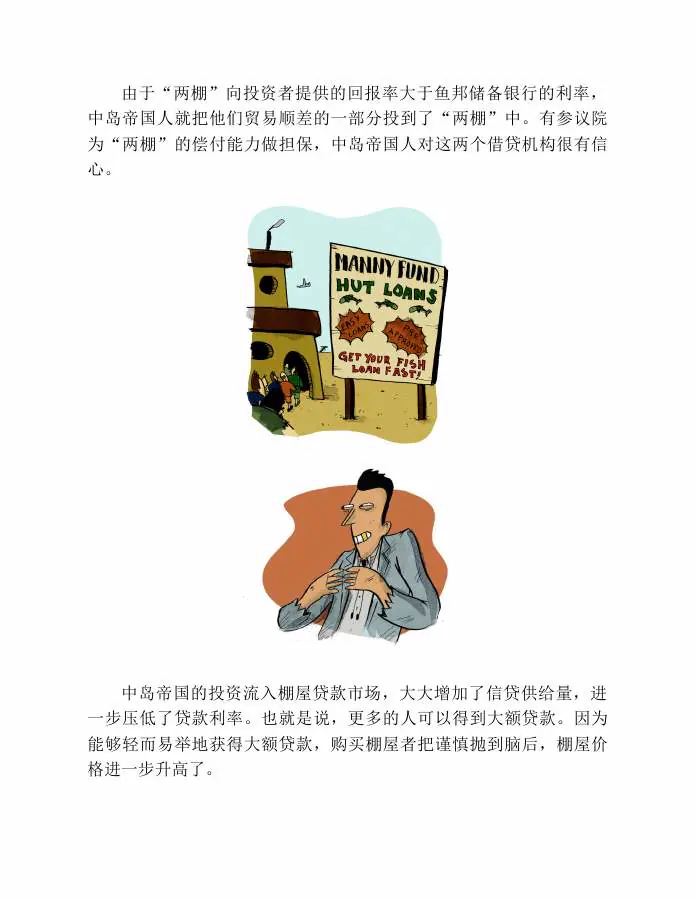 由于“两棚”向投资者提供的回报率大于鱼邦储备银行的利率，
中岛帝国人就把他们贸易顺差的一部分投到了“两棚”中。有参议院
为“两棚”的偿付能力做担保，中岛帝国人对这两个借贷机构很有信
心。
MANNY FUND
HUT LOANS
EASY
LOANS
PRE
APPROVED
GET YOUR FISH
LOAN FAST!
中岛帝国的投资流入棚屋贷款市场，大大增加了信贷供给量，进
一步压低了贷款利率。也就是说，更多的人可以得到大额贷款。因为
能够轻而易举地获得大额贷款，购买棚屋者把谨慎抛到脑后，棚屋价
格进一步升高了。